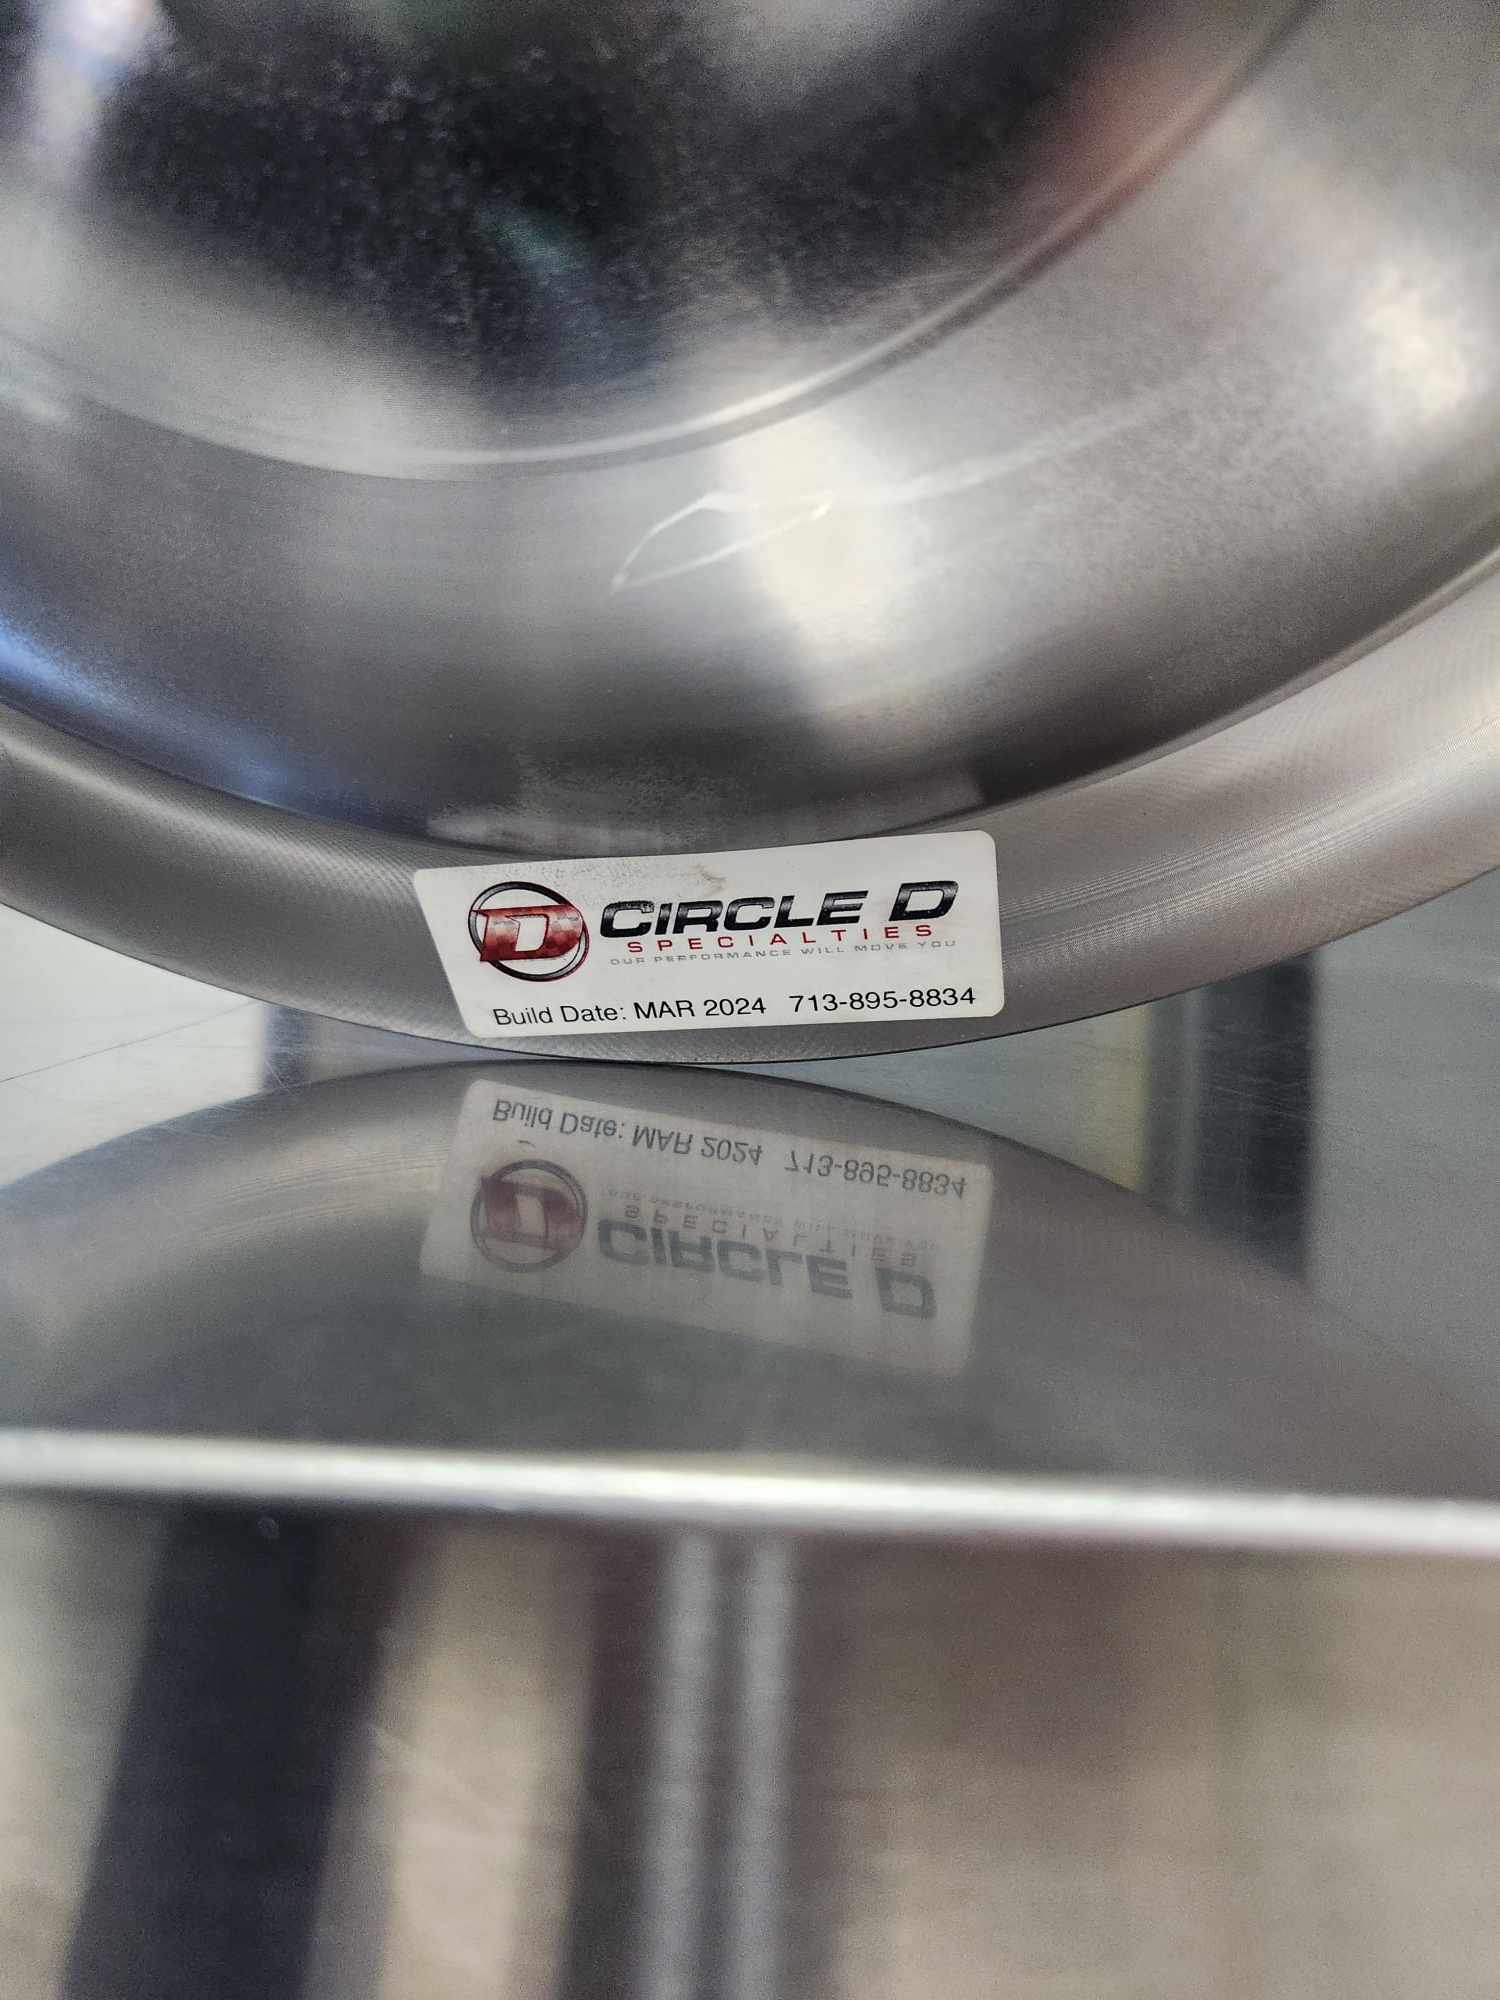 D CIRCLE D
SPECIALTIES
OUR PERFORMANCE WILL MOVE YOU
Build Date: MAR 2024 713-895-8834